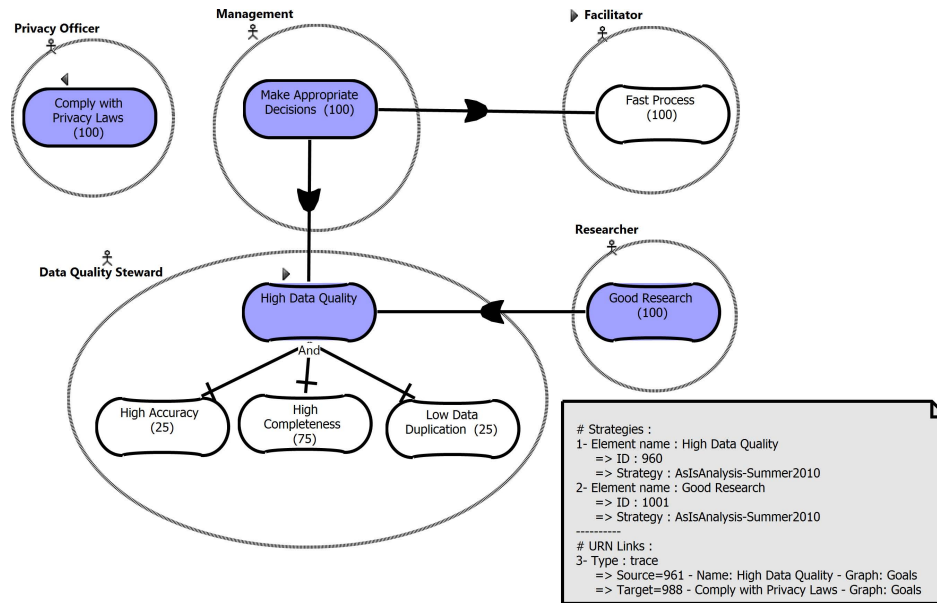 Privacy Officer
Management
Facilitator
Comply with
Privacy Laws
(100)
Make Appropriate
Decisions (100)
Fast Process
(100)
Data Quality Steward
Researcher
High Data Quality
Good Research
(100)
And
High Accuracy
(25)
High
Completeness
(75)
Low Data
Duplication (25)
# Strategies :
1- Element name : High Data Quality
=> ID : 960
=> Strategy : AsIsAnalysis-Summer2010
2- Element name : Good Research
=> ID : 1001
=> Strategy : AsIsAnalysis-Summer2010
----------
# URN Links :
3- Type : trace
=> Source=961 - Name: High Data Quality - Graph: Goals
=> Target=988 - Comply with Privacy Laws - Graph: Goals